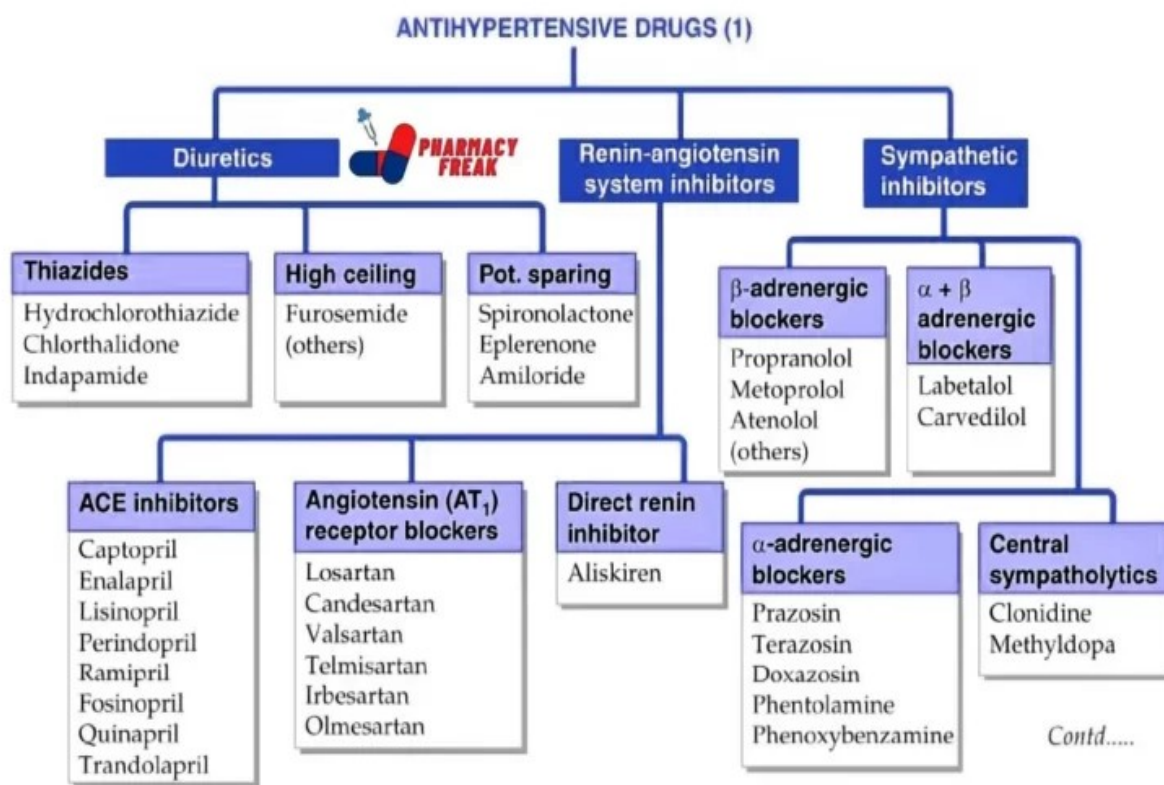 ANTIHYPERTENSIVE DRUGS (1)
Diuretics
PHARMACY
FREAK
Renin-angiotensin
system inhibitors
Sympathetic
inhibitors
Thiazides
Hydrochlorothiazide
Chlorthalidone
Indapamide
High ceiling
Furosemide
(others)
Pot. sparing
Spironolactone
Eplerenone
Amiloride
β-adrenergic
blockers
Propranolol
Metoprolol
Atenolol
(others)
α + β
adrenergic
blockers
Labetalol
Carvedilol
ACE inhibitors
Captopril
Enalapril
Lisinopril
Perindopril
Ramipril
Fosinopril
Quinapril
Trandolapril
Angiotensin (AT₁)
receptor blockers
Losartan
Candesartan
Valsartan
Telmisartan
Irbesartan
Olmesartan
Direct renin
inhibitor
Aliskiren
α-adrenergic
blockers
Prazosin
Terazosin
Doxazosin
Phentolamine
Phenoxybenzamine
Central
sympatholytics
Clonidine
Methyldopa
Contd.....